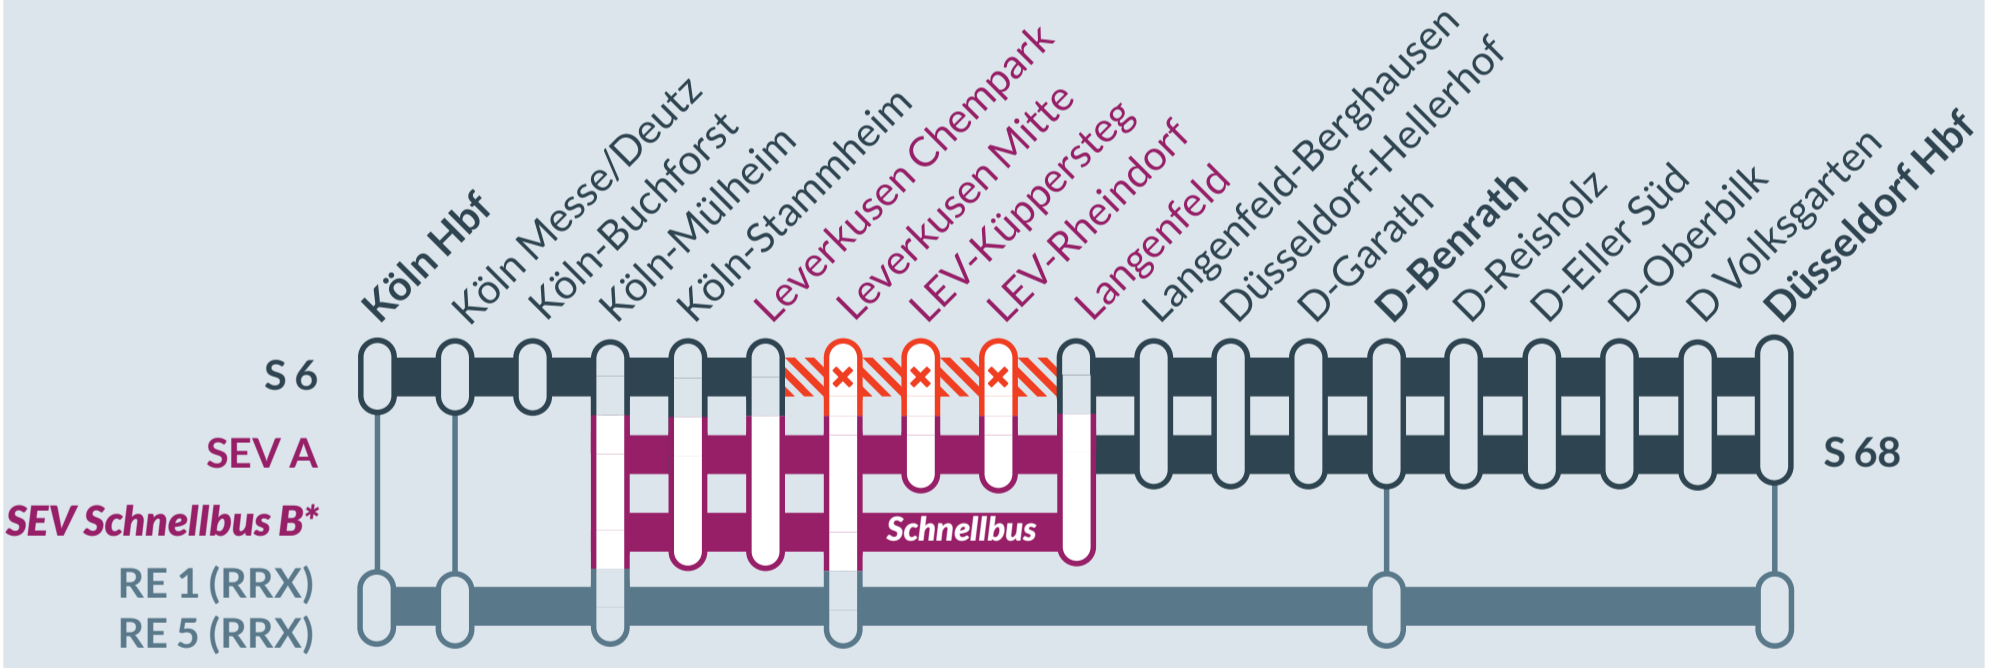 Köln Hbf
Köln Messe/Deutz
Köln-Buchforst
Köln-Mülheim
Köln-Stammheim
Leverkusen Chempark
Leverkusen Mitte
LEV-Küppersteg
LEV-Rheindorf
Langenfeld
Langenfeld-Berghausen
Düsseldorf-Hellerhof
D-Garath
D-Benrath
D-Reisholz
D-Eller Süd
D-Oberbilk
D Volksgarten
Düsseldorf Hbf
S 6
SEV A
S 68
SEV Schnellbus B*
Schnellbus
RE 1 (RRX)
RE 5 (RRX)